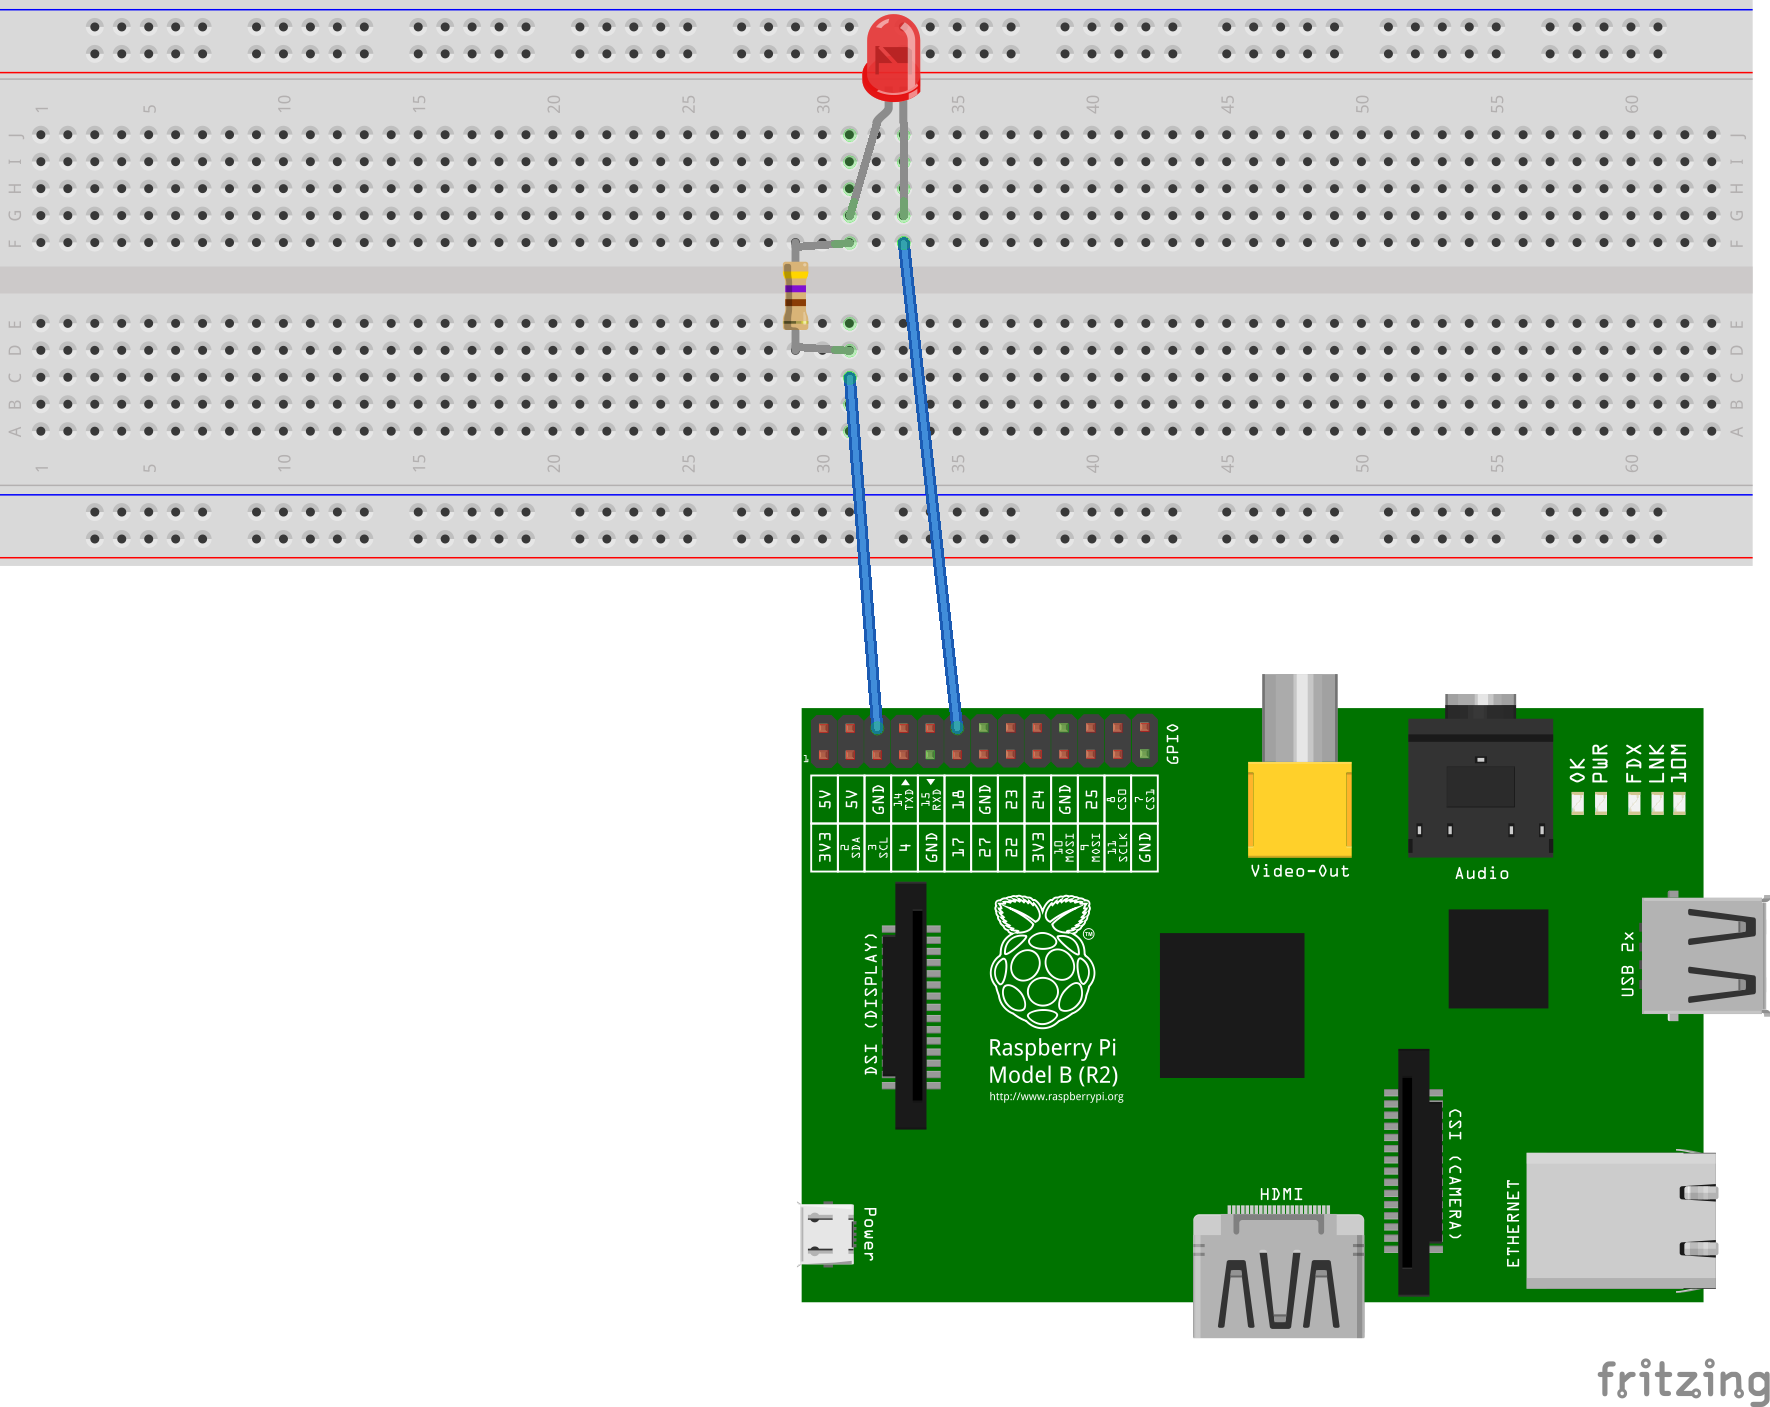 1 5 10 15 20 25 30 35 40 45 50 55 60
J J
I I
H H
G G
F F
E E
D D
C C
B B
A A
1 5 10 15 20 25 30 35 40 45 50 55 60
1
GPIO
5V 5V GND 14 TXD 15 RXD 18 GND 23 24 GND 25 8 CS0 7 CS1
3V3 2 SDA 3 SCL 4 GND 17 27 22 3V3 10 MOSI 9 MOSI 11 SCLK GND
OK
PWR
FDX
LNK
10M
Video-Out
Audio
DSI (DISPLAY)
TM
Raspberry Pi
Model B (R2)
http://www.raspberrypi.org
USB 2x
CSI (CAMERA)
Power
HDMI
ETHERNET
fritzing